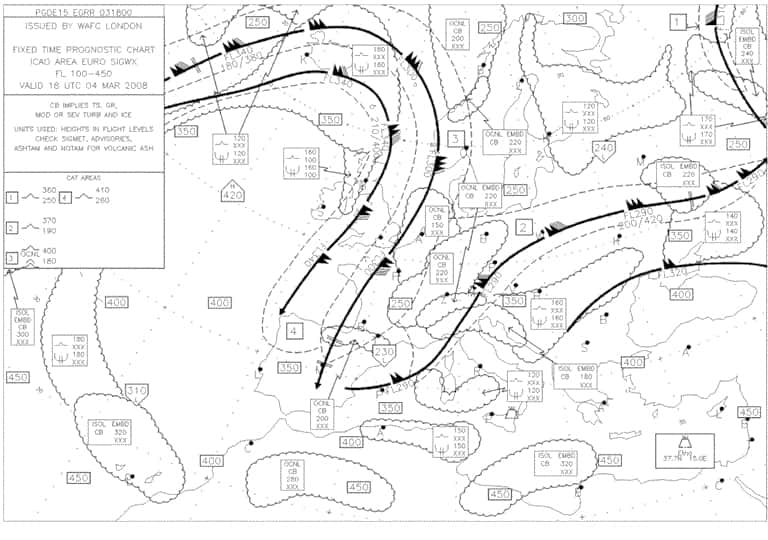 PGDE15 EGRR 031800
ISSUED BY WAFC LONDON
FIXED TIME PROGNOSTIC CHART
ICAO AREA EURO SIGWX
FL 100-450
VALID 18 UTC 04 MAR 2008
CB IMPLIES TS, GR,
MOD OR SEV TURB AND ICE
UNITS USED: HEIGHTS IN FLIGHT LEVELS
CHECK SIGMET, ADVISORIES,
ASHTAM AND NOTAM FOR VOLCANIC ASH
CAT AREAS
1 360 4 410
250 260
2 370
190
3 OCNL 400
180
250
FL340
180/380
180
XXX
180
XXX
OCNL
CB
200
XXX
250
300
1
ISOL
EMBD
CB
240
XXX
350
350
FL340
120
XXX
120
XXX
160
100
160
100
H
420
3
OCNL EMBD
CB 220
XXX
120
XXX
120
XXX
240
170
XXX
170
XXX
250
ISOL EMBD
CB 220
XXX
FL290
OCNL EMBD
CB 220
XXX
250
OCNL
CB
150
XXX
2
FL290
400/420
350
140
XXX
140
XXX
OCNL
CB
220
XXX
FL320
400
400
400
250
350
160
XXX
160
XXX
4
230
350
ISOL
EMBD
CB
300
XXX
180
XXX
180
XXX
450
310
FL290
120
XXX
120
XXX
ISOL EMBD
CB 180
XXX
400
450
ISOL EMBD
CB 320
XXX
OCNL
CB
200
XXX
350
400
150
XXX
150
XXX
450
Etna
37.7N 15.0E
450
400
OCNL
CB
280
XXX
450
450
ISOL EMBD
CB 320
XXX
450